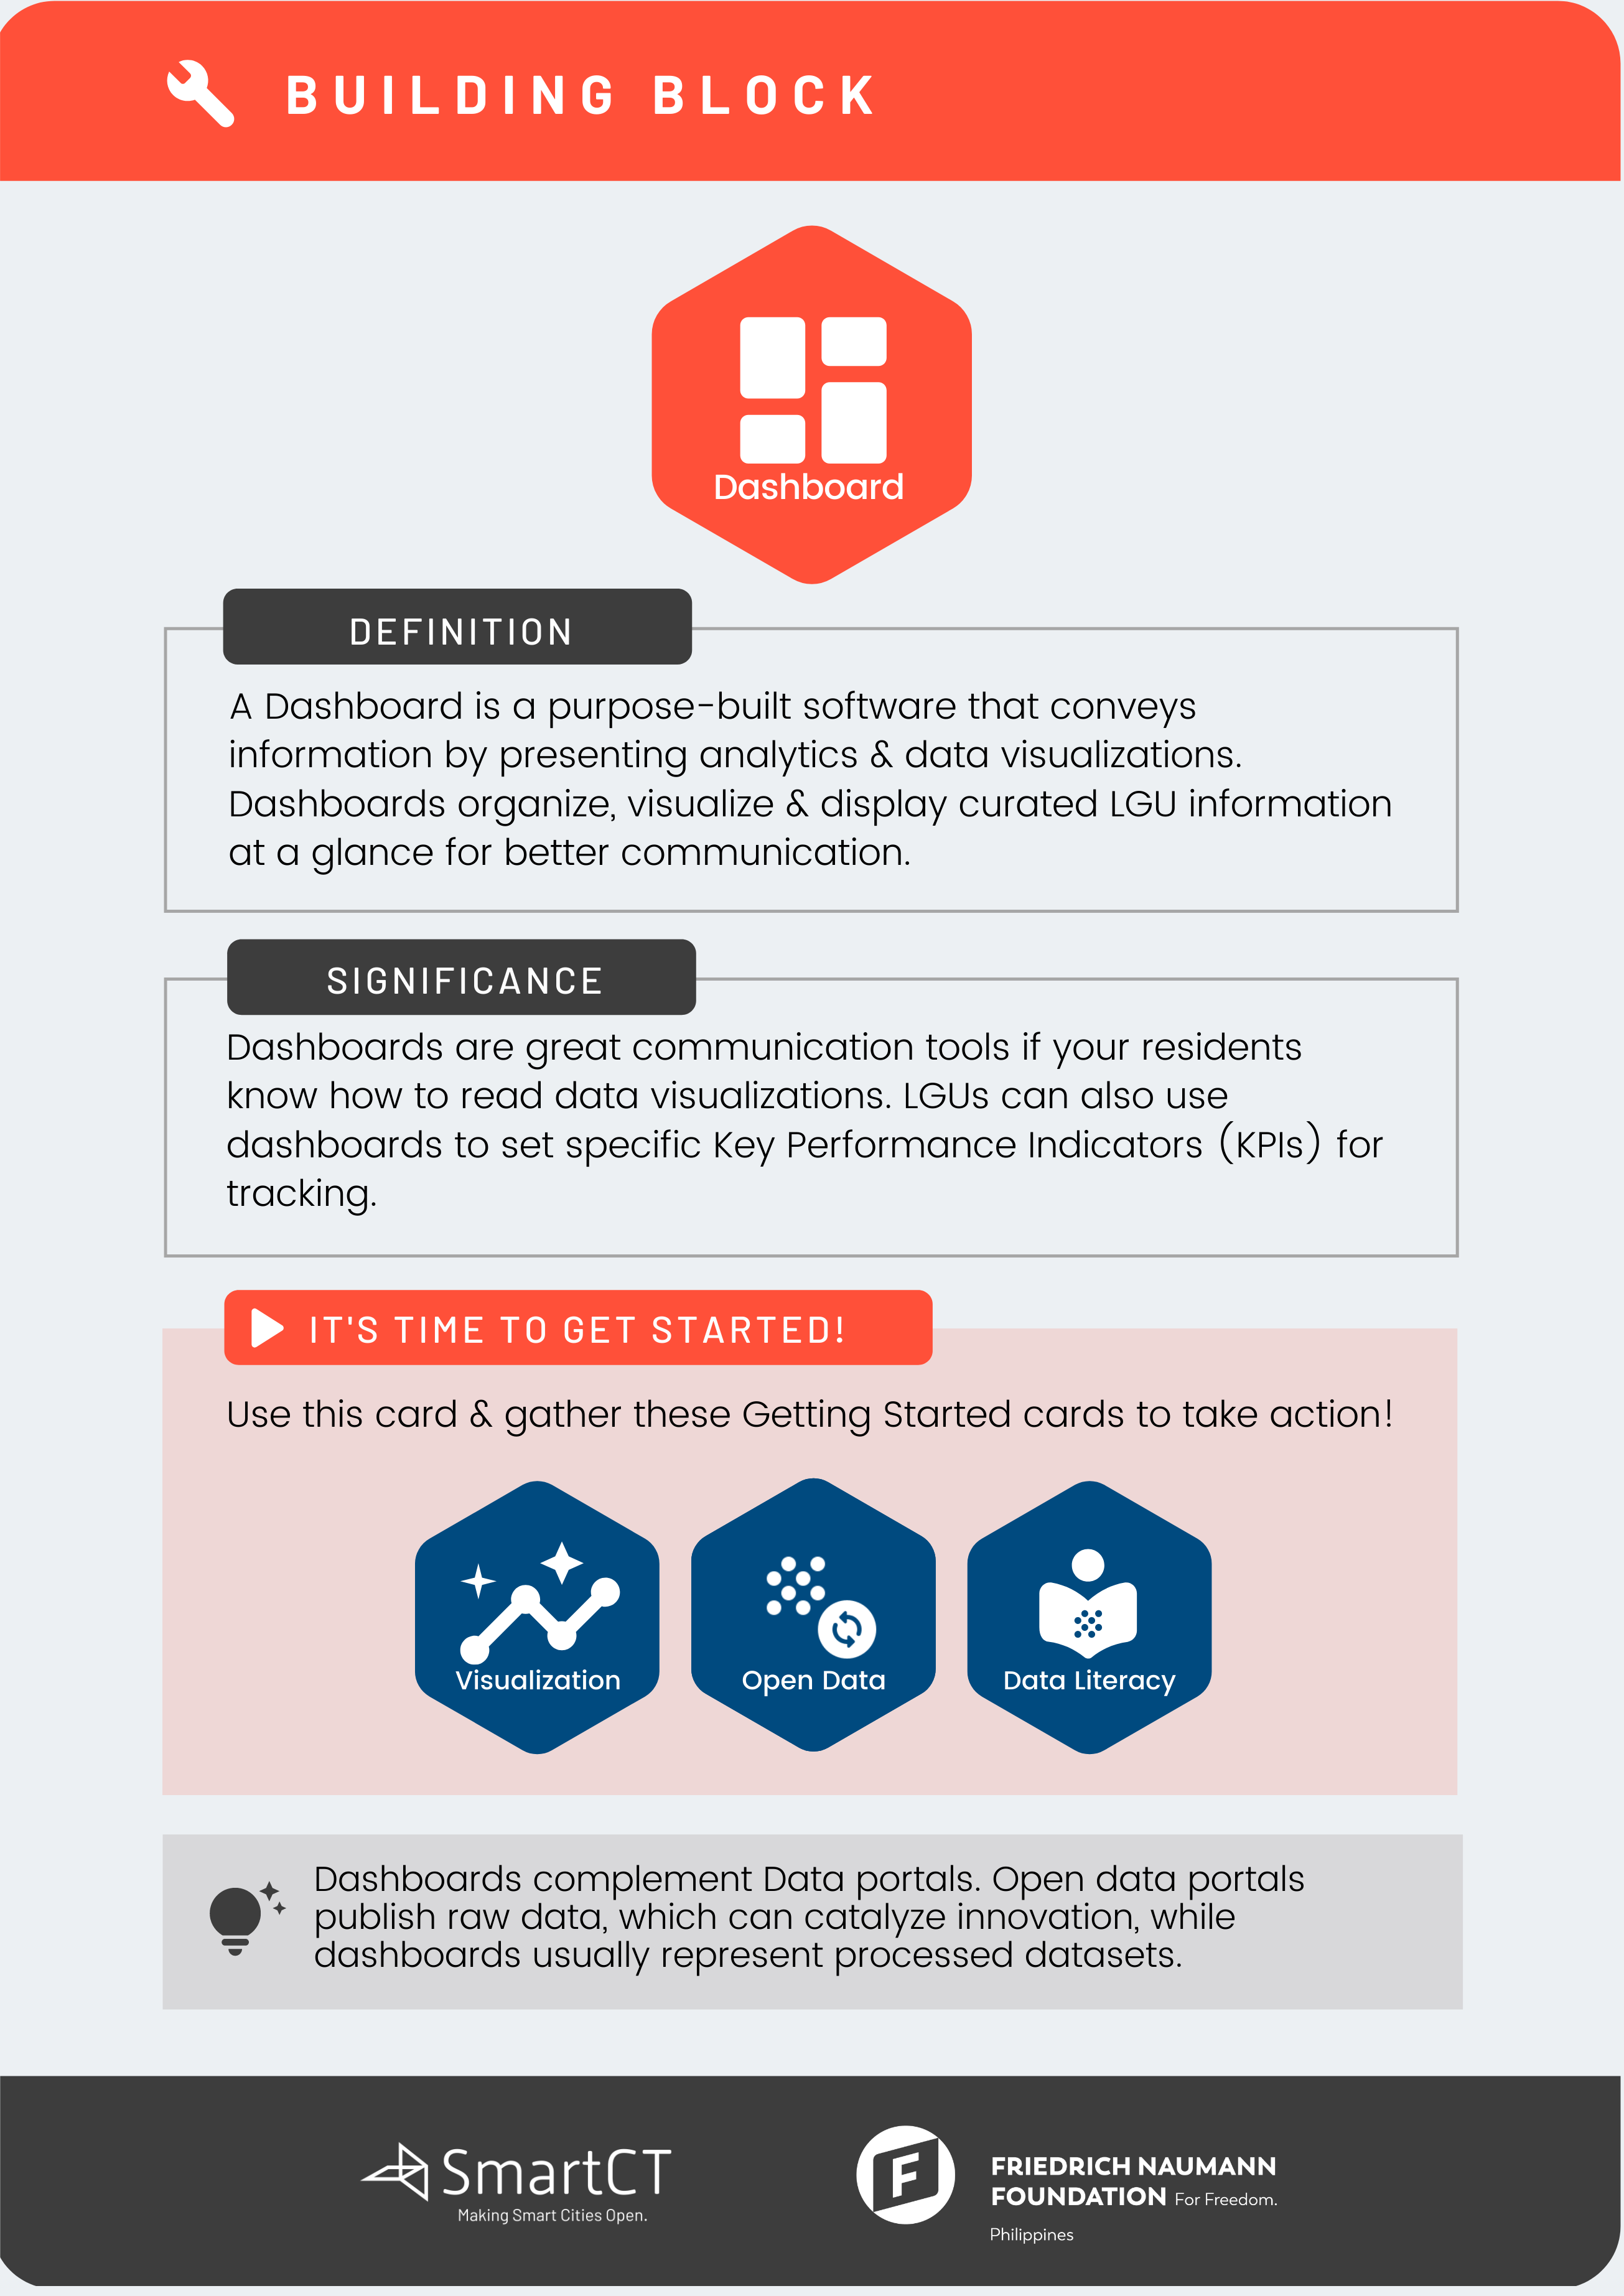 BUILDING BLOCK
Dashboard
DEFINITION
A Dashboard is a purpose-built software that conveys
information by presenting analytics & data visualizations.
Dashboards organize, visualize & display curated LGU information
at a glance for better communication.
SIGNIFICANCE
Dashboards are great communication tools if your residents
know how to read data visualizations. LGUs can also use
dashboards to set specific Key Performance Indicators (KPIs) for
tracking.
IT'S TIME TO GET STARTED!
Use this card & gather these Getting Started cards to take action!
Visualization
Open Data
Data Literacy
Dashboards complement Data portals. Open data portals
publish raw data, which can catalyze innovation, while
dashboards usually represent processed datasets.
SmartCT
Making Smart Cities Open.
F
FRIEDRICH NAUMANN
FOUNDATION For Freedom.
Philippines